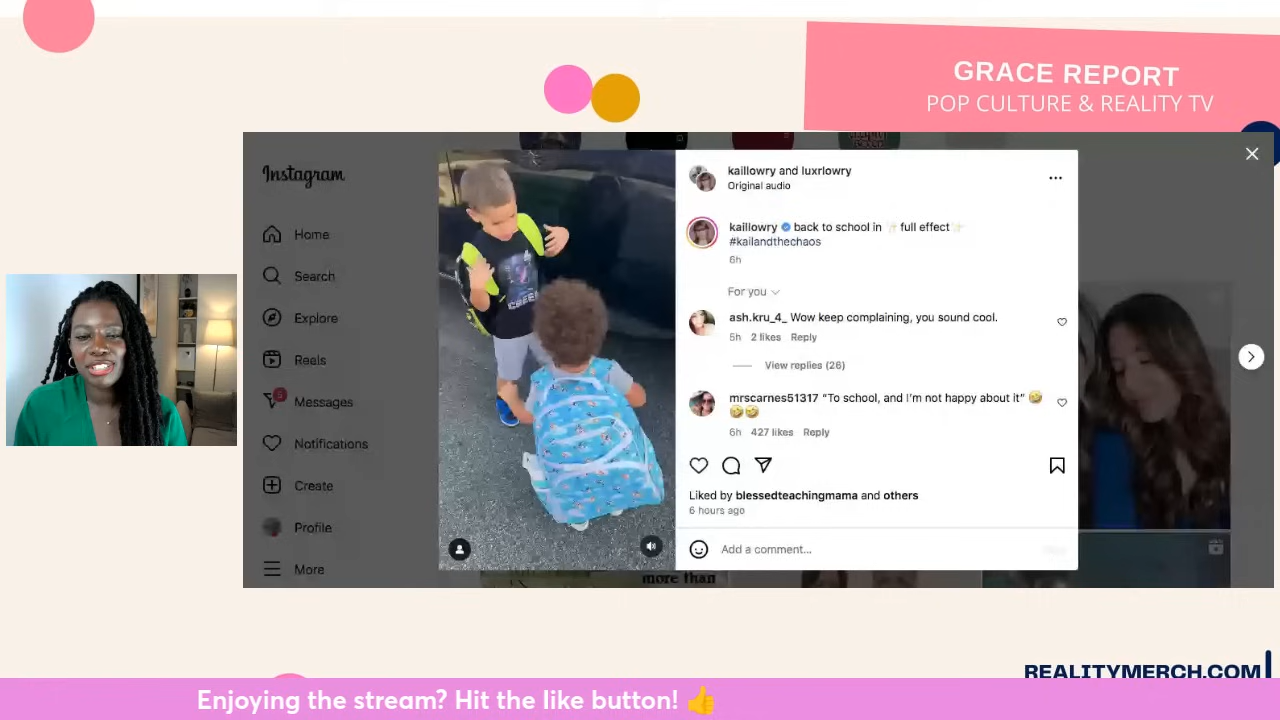 GRACE REPORT
POP CULTURE & REALITY TV
Instagram
Home
Search
Explore
Reels
Messages
Notifications
Create
Profile
More
CREED
kaillowry and luxrlowry
Original audio
kaillowry back to school in ✨ full effect ✨
#kailandthechaos
6h
For you
ash.kru_4_ Wow keep complaining, you sound cool.
5h 2 likes Reply
View replies (26)
mrscarnes51317 “To school, and I’m not happy about it” 🤣
🤣🤣
6h 427 likes Reply
Liked by blessedteachingmama and others
6 hours ago
Add a comment...
more than
REALITYMERCH.COM
Enjoying the stream? Hit the like button! 👍